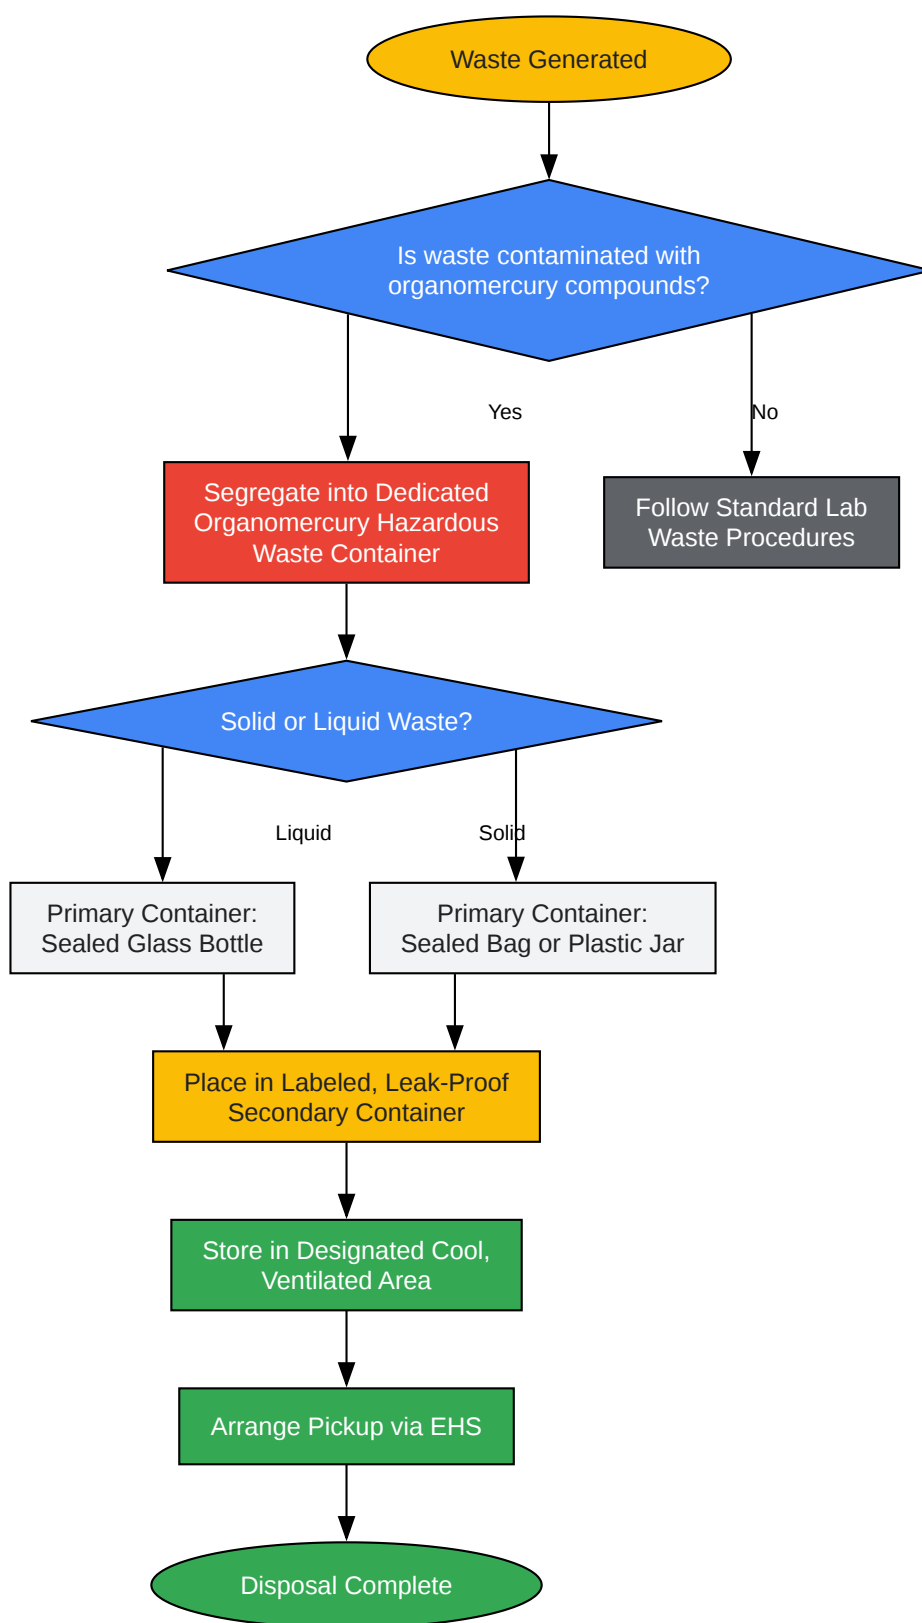 Waste Generated
Is waste contaminated with
organomercury compounds?
Yes
No
Segregate into Dedicated
Organomercury Hazardous
Waste Container
Follow Standard Lab
Waste Procedures
Solid or Liquid Waste?
Liquid
Solid
Primary Container:
Sealed Glass Bottle
Primary Container:
Sealed Bag or Plastic Jar
Place in Labeled, Leak-Proof
Secondary Container
Store in Designated Cool,
Ventilated Area
Arrange Pickup via EHS
Disposal Complete